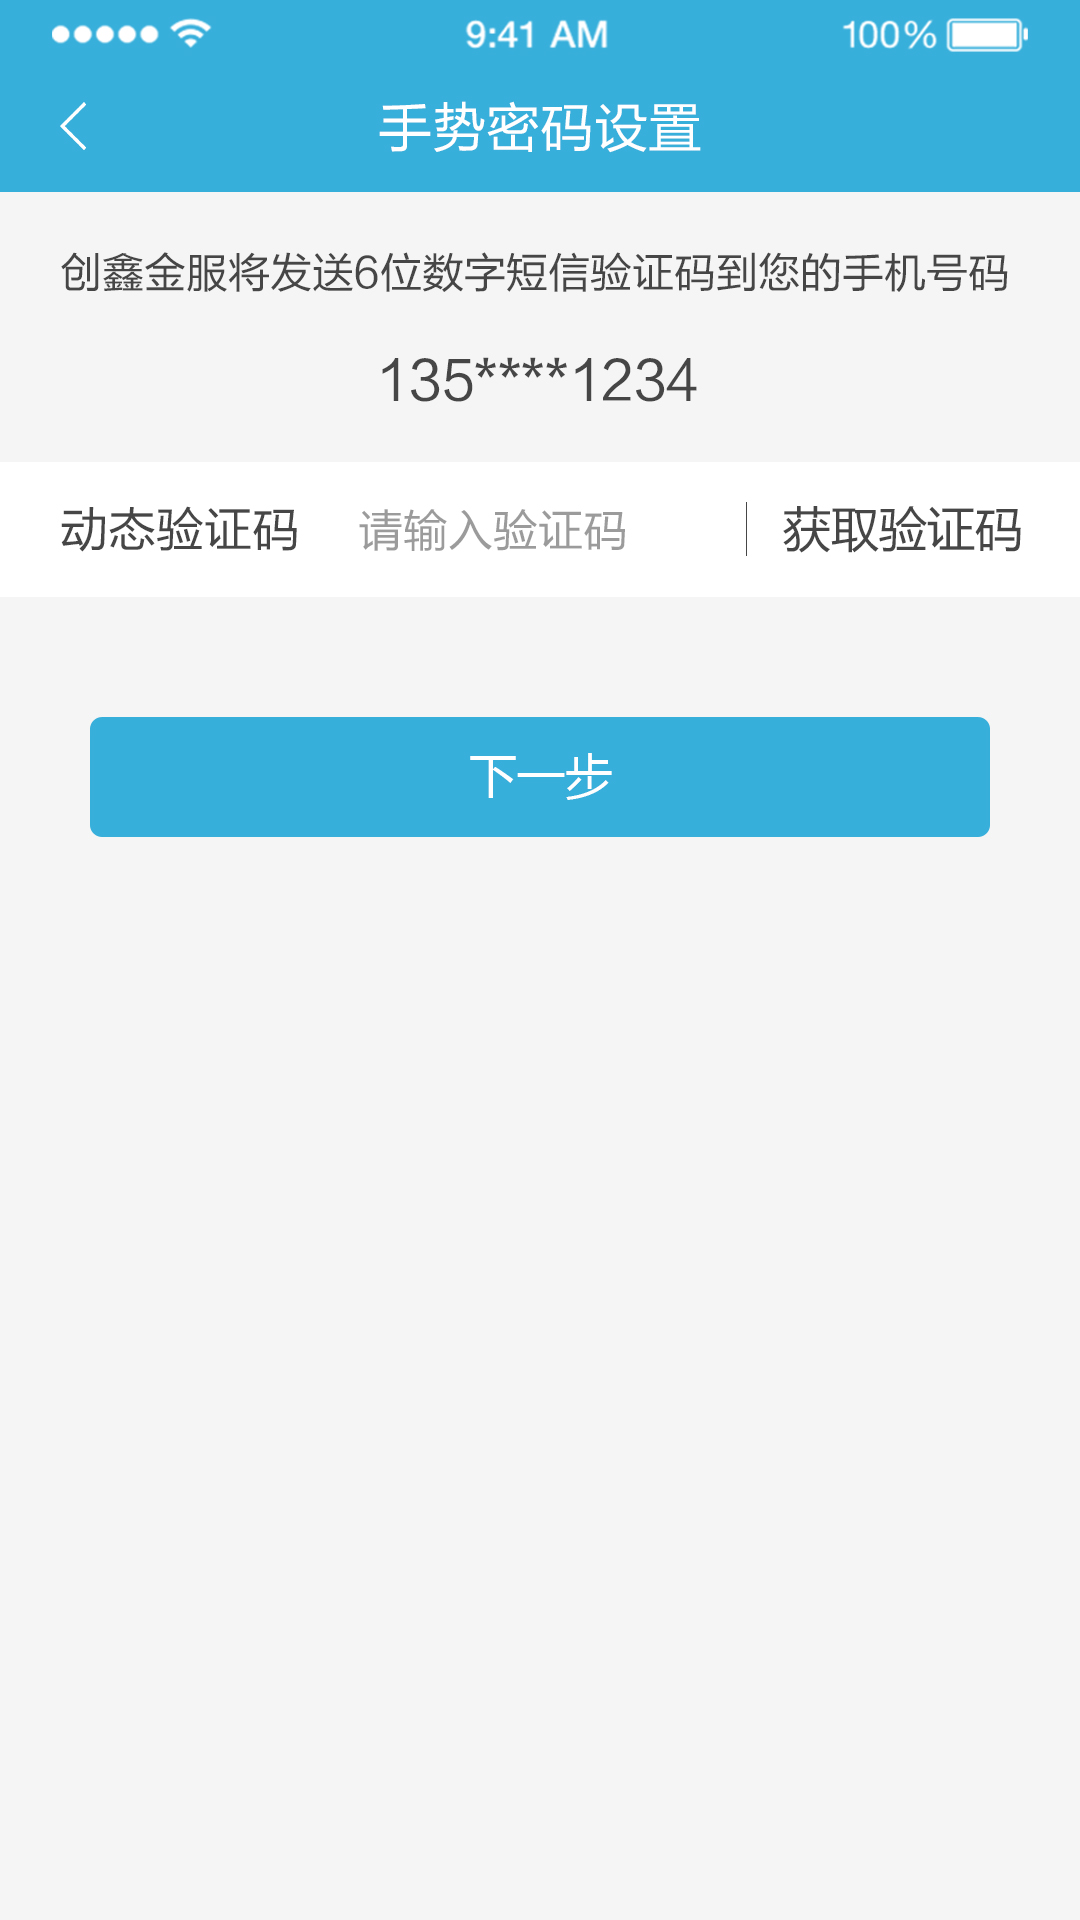 9:41 AM 100%
手势密码设置
创鑫金服将发送6位数字短信验证码到您的手机号码
135****1234
动态验证码 请输入验证码 获取验证码
下一步